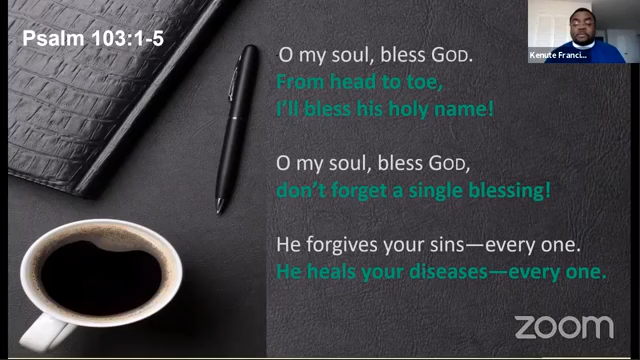 Psalm 103:1-5
O my soul, bless GOD.
From head to toe,
I'll bless his holy name!
O my soul, bless GOD,
don't forget a single blessing!
He forgives your sins—every one.
He heals your diseases—every one.
Kenute Franci...
zoom